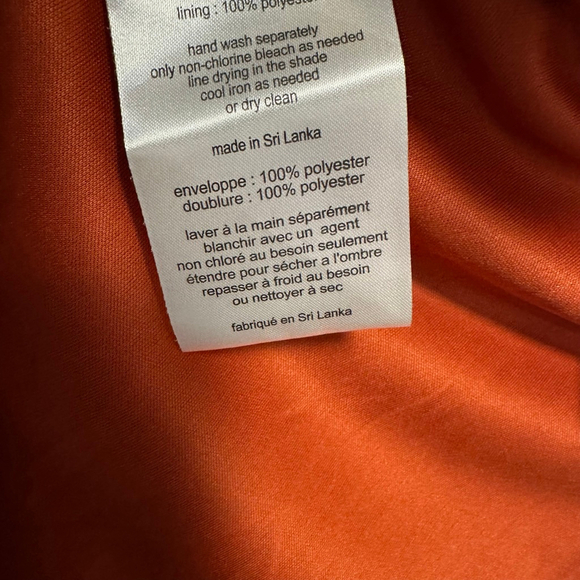 lining : 100% polyester
hand wash separately
only non-chlorine bleach as needed
line drying in the shade
cool iron as needed
or dry clean
made in Sri Lanka
enveloppe : 100% polyester
doublure : 100% polyester
laver à la main séparément
blanchir avec un agent
non chloré au besoin seulement
étendre pour sécher a l'ombre
repasser à froid au besoin
ou nettoyer à sec
fabriqué en Sri Lanka